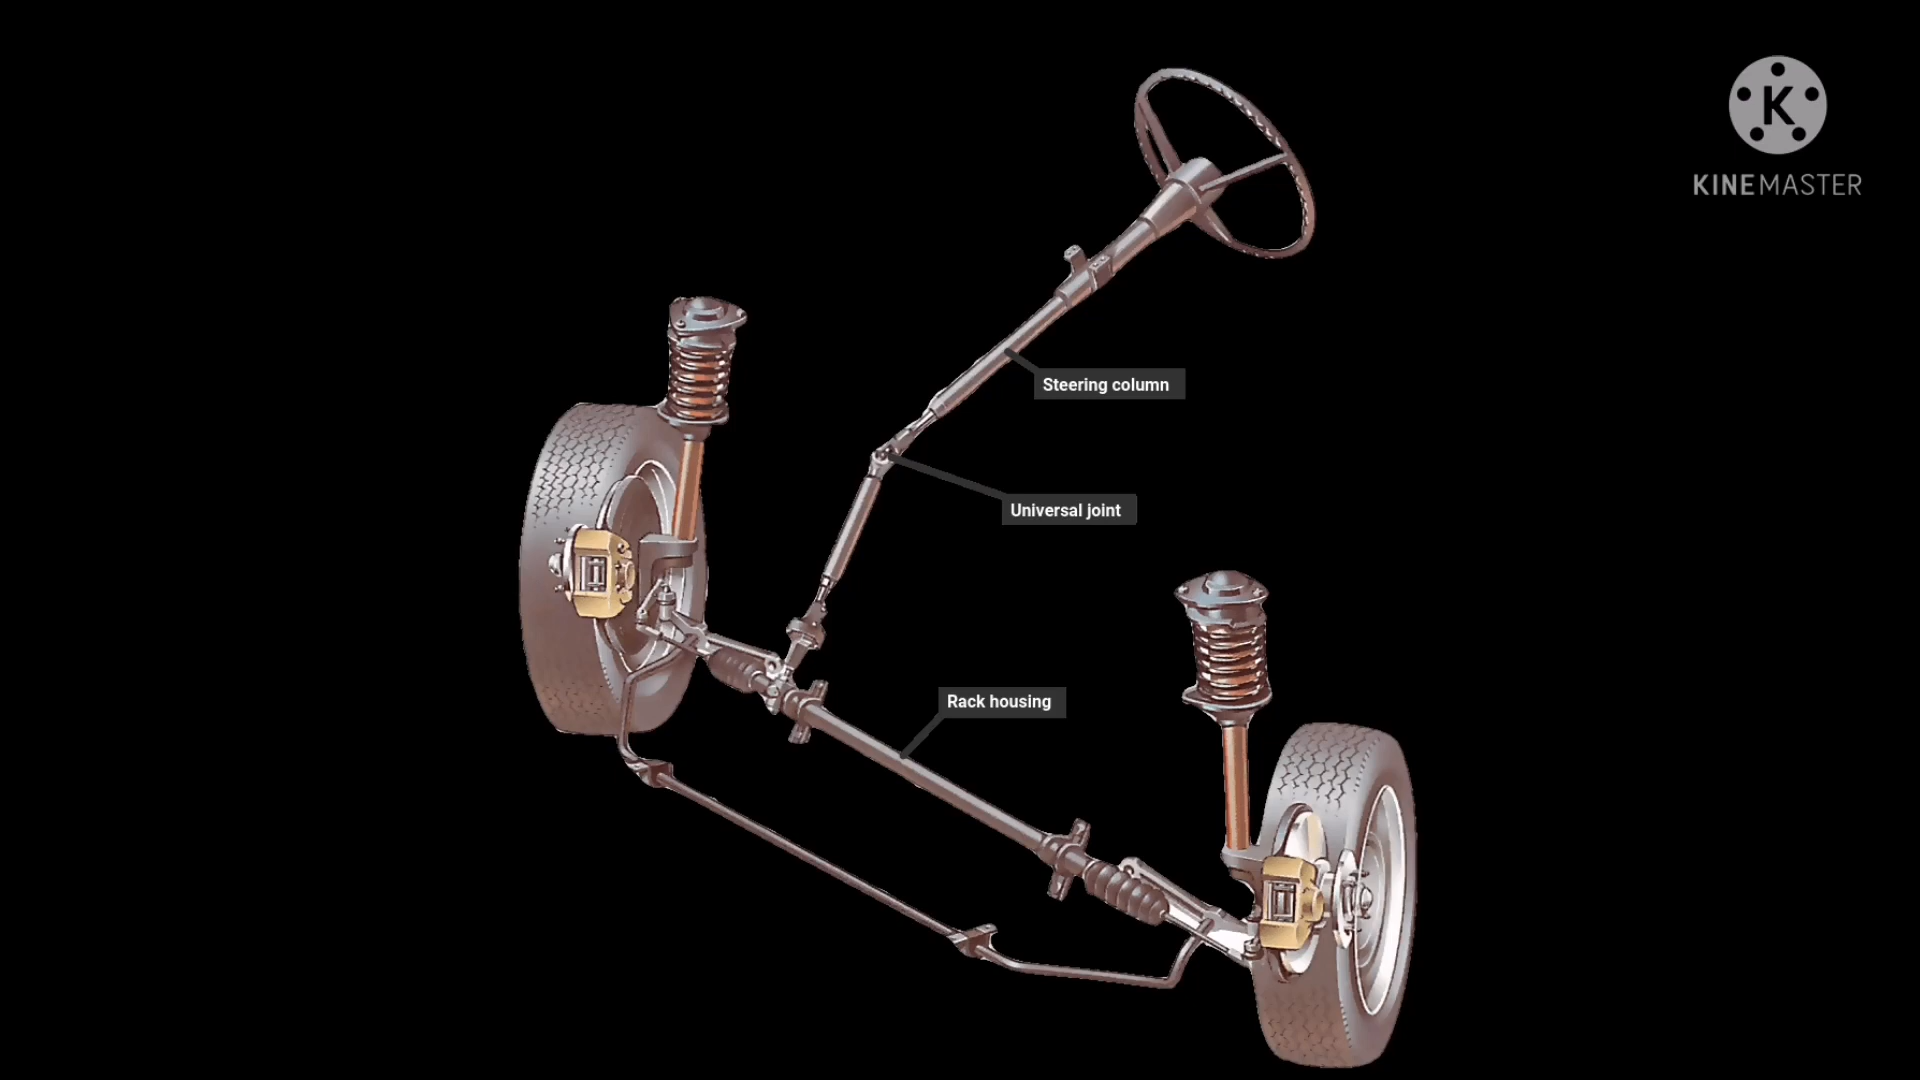 K
KINEMASTER
Steering column
Universal joint
Rack housing